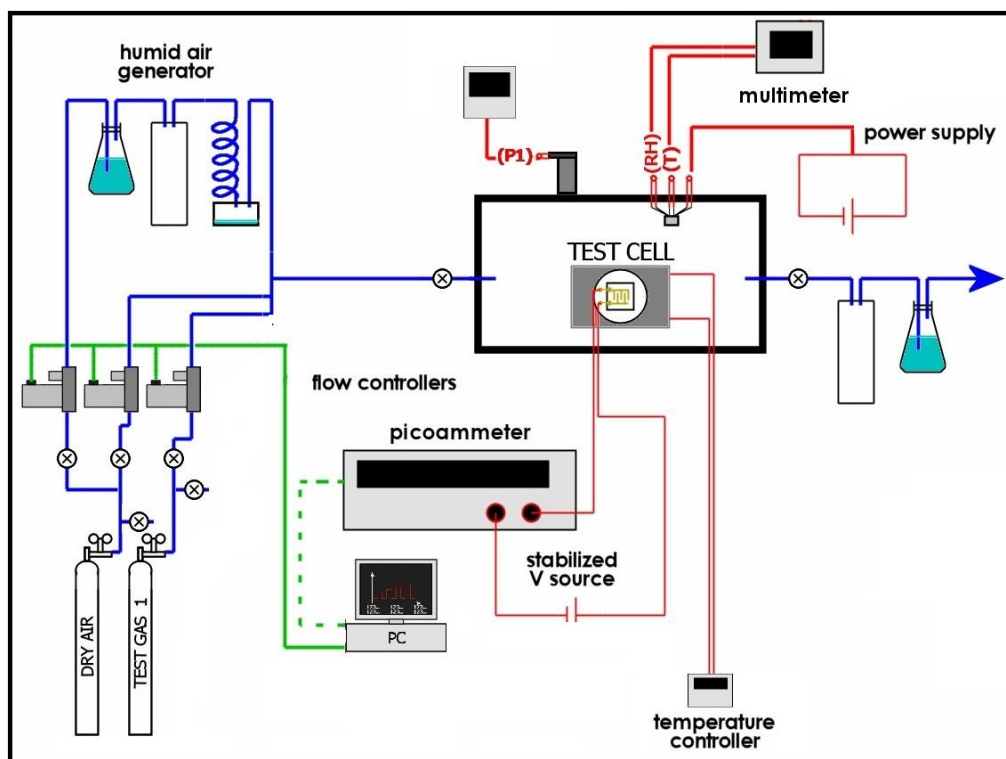 humid air
generator
multimeter
power supply
(P1)
(RH)
(T)
TEST CELL
flow controllers
picoammeter
stabilized
V source
PC
DRY AIR
TEST GAS 1
temperature
controller